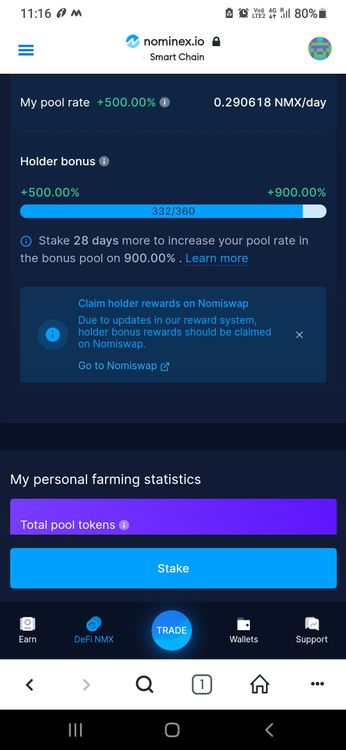 11:16
Vo)) LTE2 4G R 80%
nominex.io
Smart Chain
My pool rate +500.00% 0.290618 NMX/day
Holder bonus
+500.00% +900.00%
332/360
Stake 28 days more to increase your pool rate in
the bonus pool on 900.00% . Learn more
Claim holder rewards on Nomiswap
Due to updates in our reward system,
holder bonus rewards should be claimed
on Nomiswap.
Go to Nomiswap
My personal farming statistics
Total pool tokens
Stake
Earn DeFi NMX TRADE Wallets Support
1